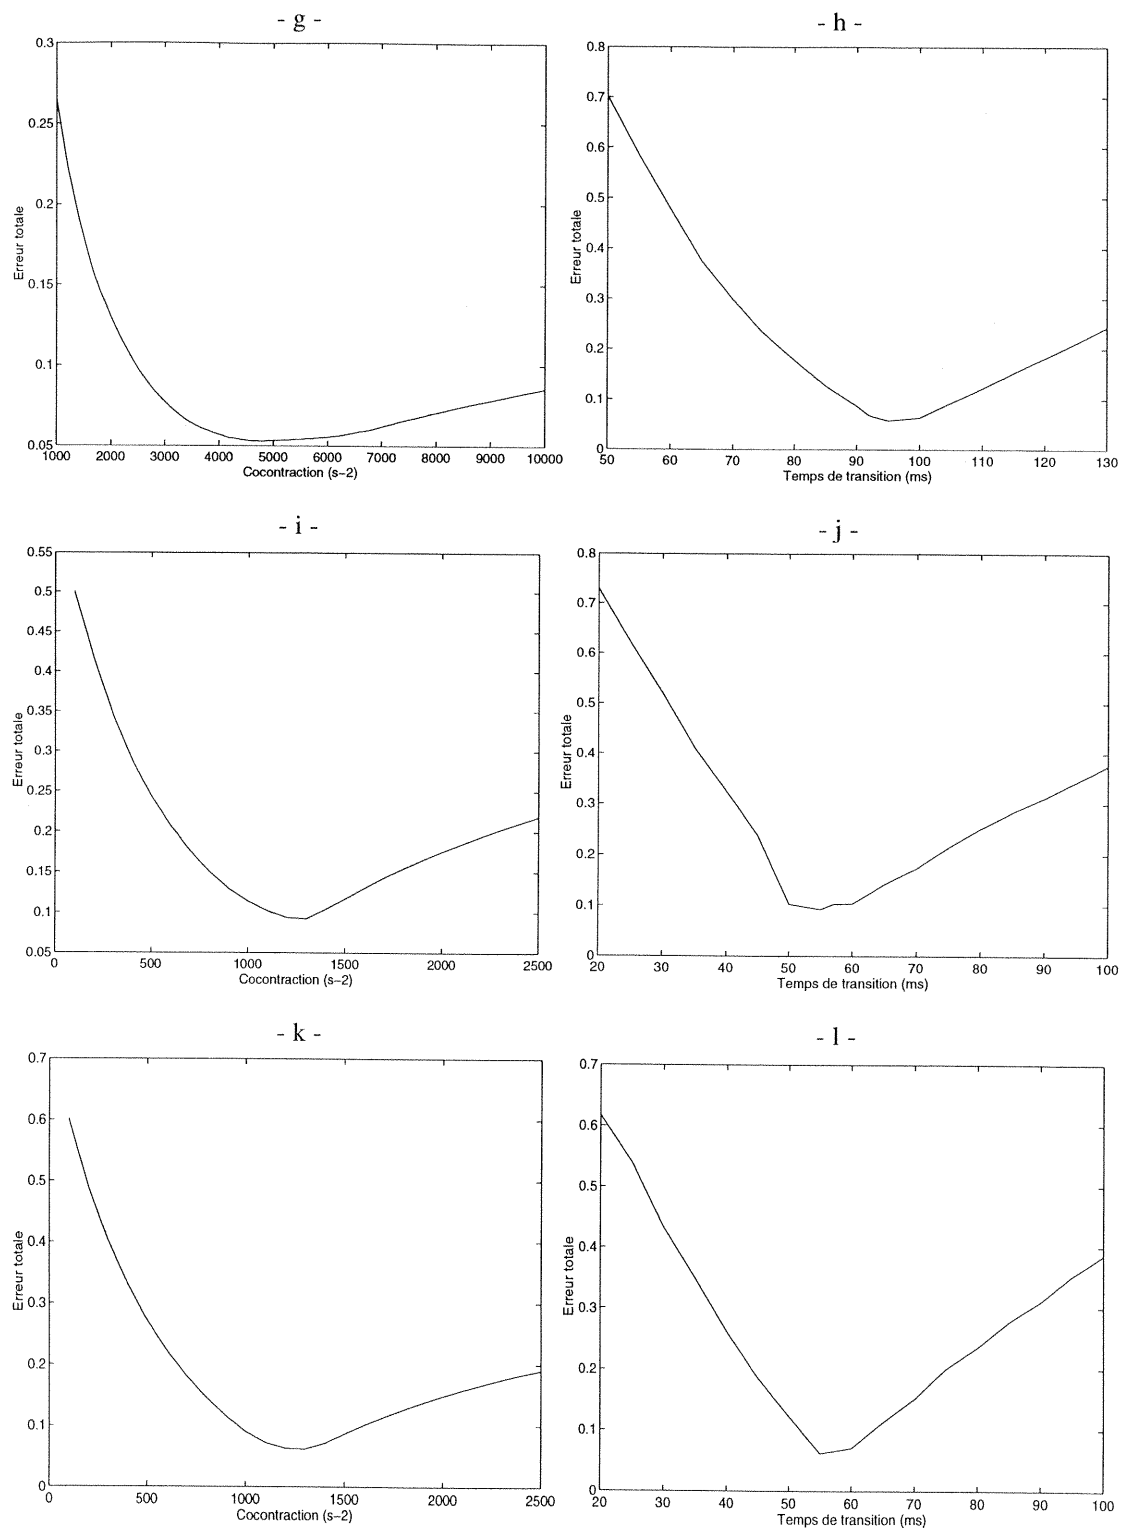 - g -
0.3
0.25
0.2
0.15
0.1
0.05
Erreur totale
1000 2000 3000 4000 5000 6000 7000 8000 9000 10000
Cocontraction (s-2)
- h -
0.8
0.7
0.6
0.5
0.4
0.3
0.2
0.1
0
Erreur totale
50 60 70 80 90 100 110 120 130
Temps de transition (ms)
- i -
0.55
0.5
0.45
0.4
0.35
0.3
0.25
0.2
0.15
0.1
0.05
Erreur totale
0 500 1000 1500 2000 2500
Cocontraction (s-2)
- j -
0.8
0.7
0.6
0.5
0.4
0.3
0.2
0.1
0
Erreur totale
20 30 40 50 60 70 80 90 100
Temps de transition (ms)
- k -
0.7
0.6
0.5
0.4
0.3
0.2
0.1
0
Erreur totale
0 500 1000 1500 2000 2500
Cocontraction (s-2)
- l -
0.7
0.6
0.5
0.4
0.3
0.2
0.1
0
Erreur totale
20 30 40 50 60 70 80 90 100
Temps de transition (ms)